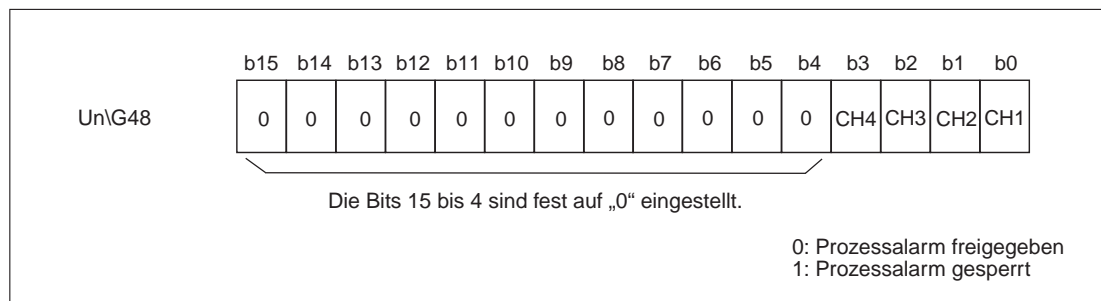 b15 b14 b13 b12 b11 b10 b9 b8 b7 b6 b5 b4 b3 b2 b1 b0
Un\G48 0 0 0 0 0 0 0 0 0 0 0 0 CH4 CH3 CH2 CH1
Die Bits 15 bis 4 sind fest auf „0“ eingestellt.
0: Prozessalarm freigegeben
1: Prozessalarm gesperrt